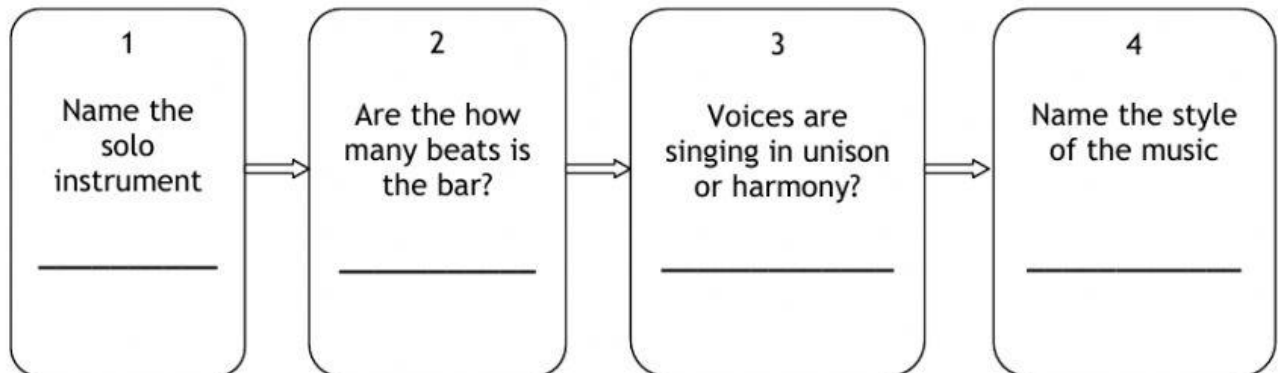 1
Name the
solo
instrument
2
Are the how
many beats is
the bar?
3
Voices are
singing in unison
or harmony?
4
Name the style
of the music